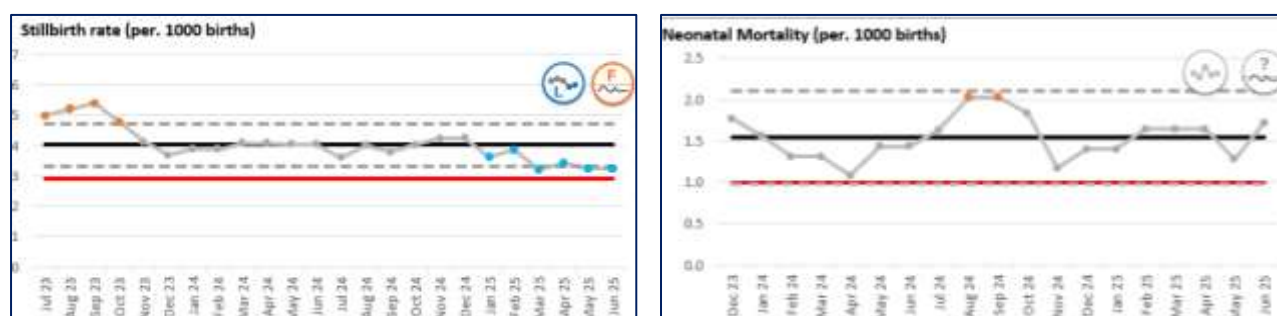 Stillbirth rate (per. 1000 births)
7
6
5
4
3
2
1
0
L
F
Jul 23
Aug 23
Sep 23
Oct 23
Nov 23
Dec 23
Jan 24
Feb 24
Mar 24
Apr 24
May 24
Jun 24
Jul 24
Aug 24
Sep 24
Oct 24
Nov 24
Dec 24
Jan 25
Feb 25
Mar 25
Apr 25
May 25
Jun 25
Neonatal Mortality (per. 1000 births)
2.5
2.0
1.5
1.0
0.5
0.0
?
Dec 23
Jan 24
Feb 24
Mar 24
Apr 24
May 24
Jun 24
Jul 24
Aug 24
Sep 24
Oct 24
Nov 24
Dec 24
Jan 25
Feb 25
Mar 25
Apr 25
May 25
Jun 25